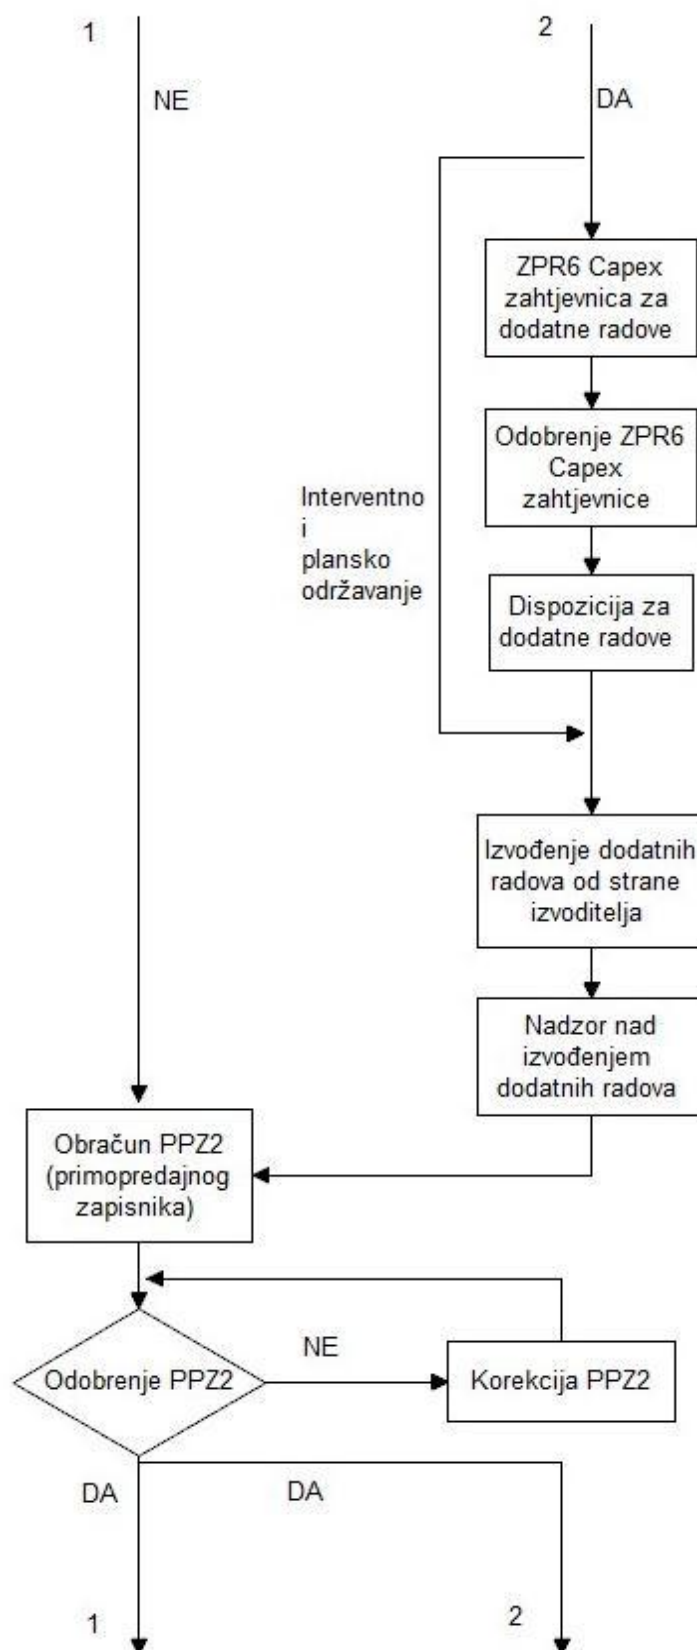 1
2
NE
DA
ZPR6 Capex
zahtjevnica za
dodatne radove
Odobrenje ZPR6
Capex
zahtjevnice
Interventno
i
plansko
održavanje
Dispozicija za
dodatne radove
Izvođenje dodatnih
radova od strane
izvoditelja
Nadzor nad
izvođenjem
dodatnih radova
Obračun PPZ2
(primopredajnog
zapisnika)
Odobrenje PPZ2
NE
Korekcija PPZ2
DA
DA
1
2